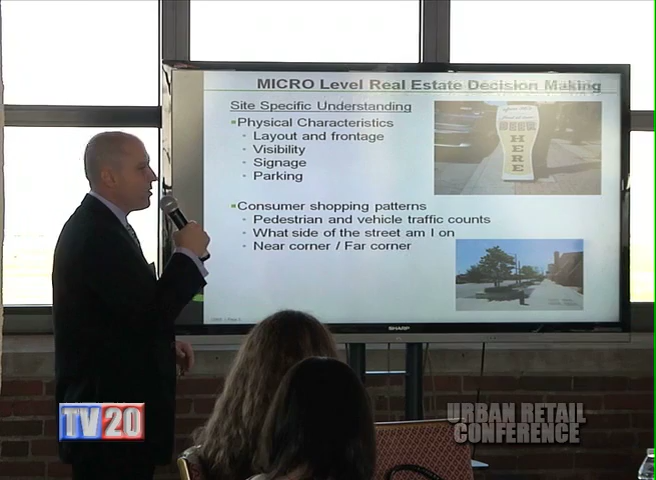 MICRO Level Real Estate Decision Making
Site Specific Understanding
Physical Characteristics
Layout and frontage
Visibility
Signage
Parking
HERE
Consumer shopping patterns
Pedestrian and vehicle traffic counts
What side of the street am I on
Near corner / Far corner
SHARP
TV20
URBAN RETAIL
CONFERENCE